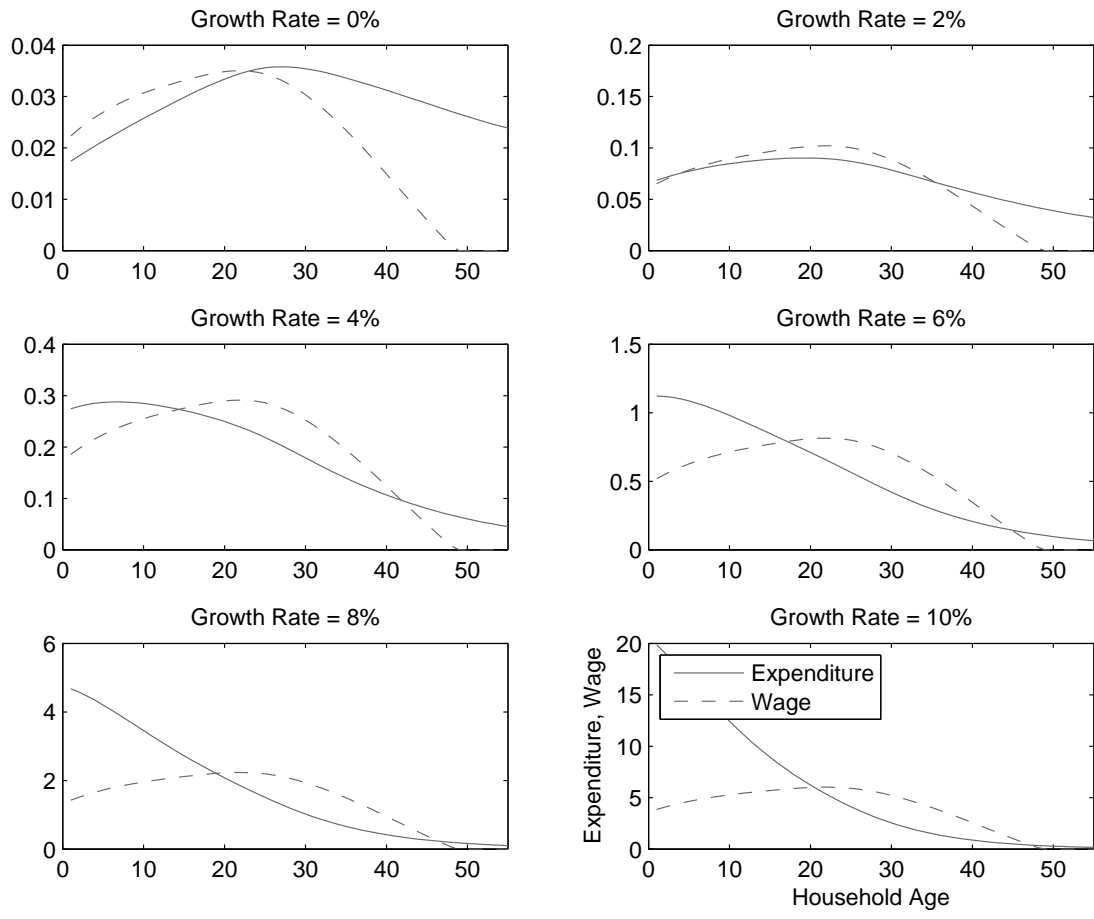 Growth Rate = 0%
0.04
0.03
0.02
0.01
0
0 10 20 30 40 50
Growth Rate = 2%
0.2
0.15
0.1
0.05
0
0 10 20 30 40 50
Growth Rate = 4%
0.4
0.3
0.2
0.1
0
0 10 20 30 40 50
Growth Rate = 6%
1.5
1
0.5
0
0 10 20 30 40 50
Growth Rate = 8%
6
4
2
0
0 10 20 30 40 50
Growth Rate = 10%
Expenditure, Wage
20
15
10
5
0
Expenditure
Wage
0 10 20 30 40 50
Household Age